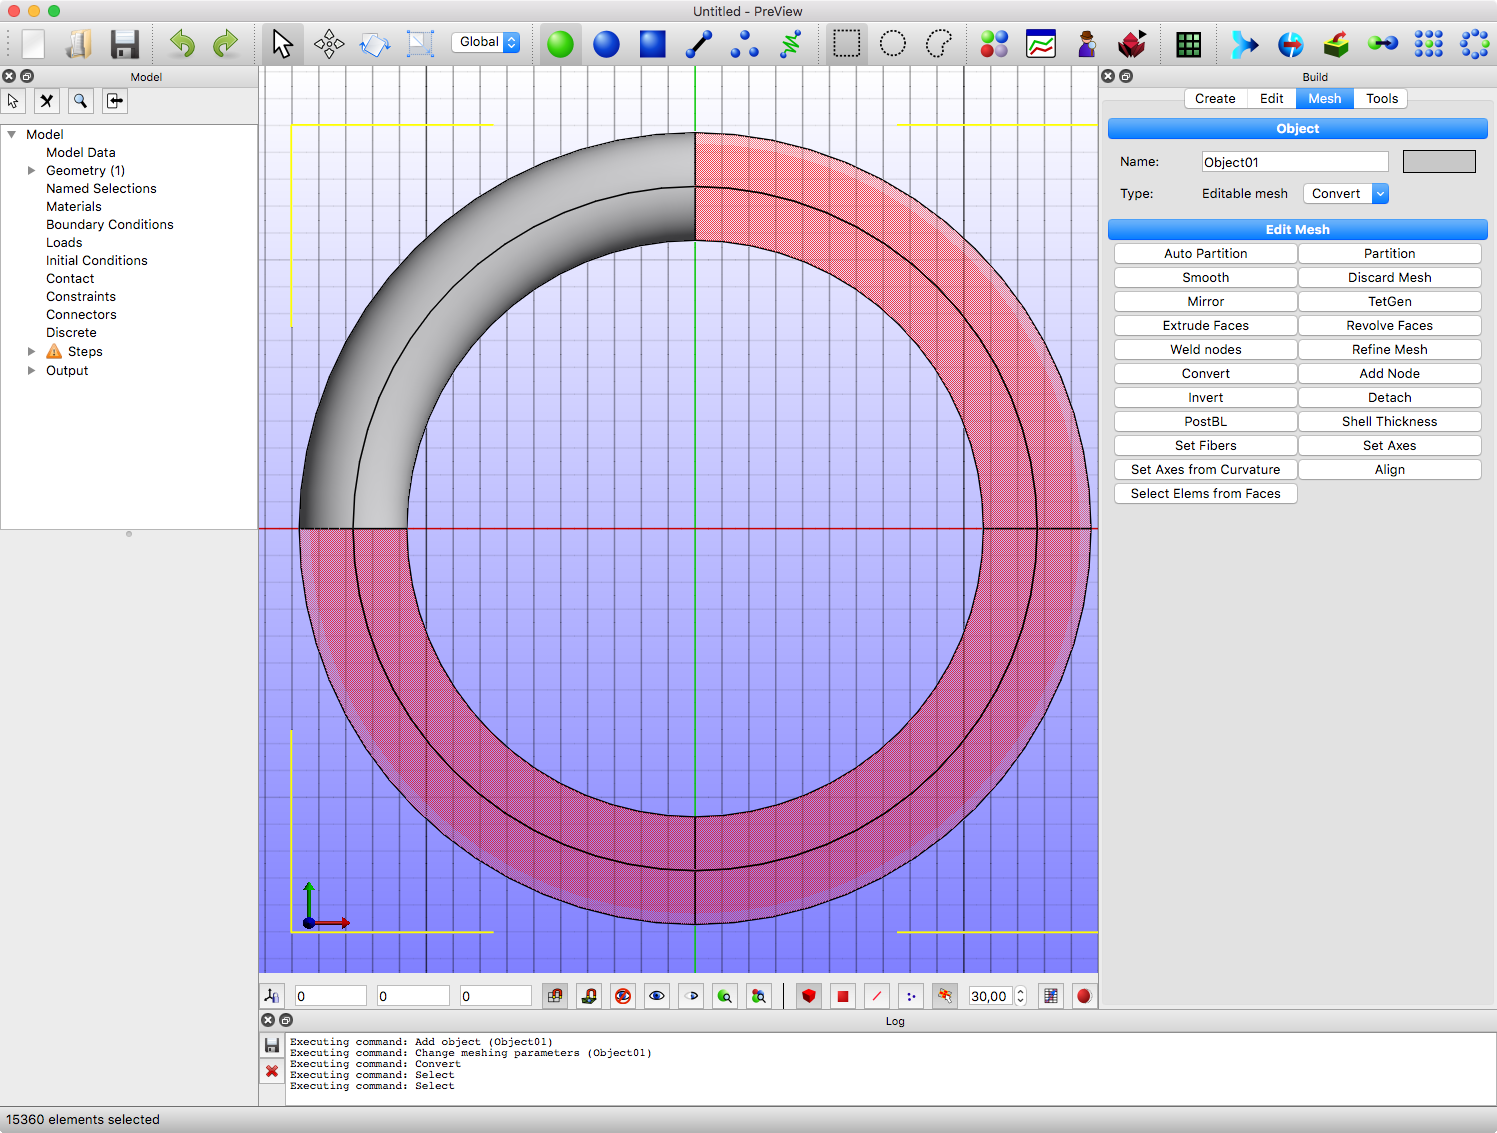 Untitled - PreView
Global
Model
Model
Model Data
Geometry (1)
Named Selections
Materials
Boundary Conditions
Loads
Initial Conditions
Contact
Constraints
Connectors
Discrete
Steps
Output
Build
Create Edit Mesh Tools
Object
Name: Object01
Type: Editable mesh Convert
Edit Mesh
Auto Partition Partition
Smooth Discard Mesh
Mirror TetGen
Extrude Faces Revolve Faces
Weld nodes Refine Mesh
Convert Add Node
Invert Detach
PostBL Shell Thickness
Set Fibers Set Axes
Set Axes from Curvature Align
Select Elems from Faces
0 0 0 30,00
Log
Executing command: Add object (Object01)
Executing command: Change meshing parameters (Object01)
Executing command: Convert
Executing command: Select
Executing command: Select
15360 elements selected